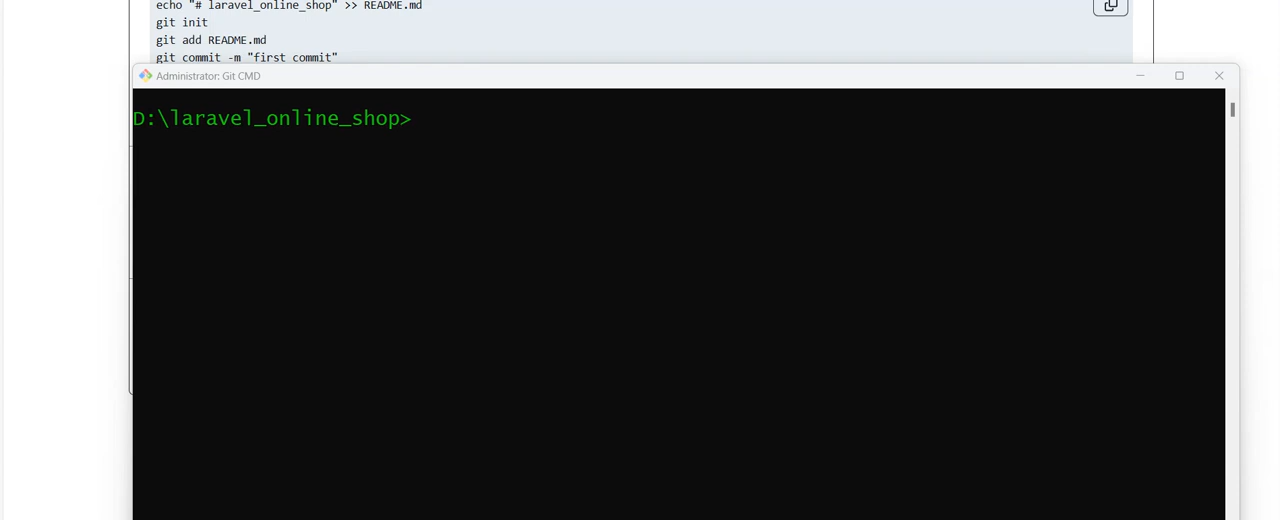 echo "# laravel_online_shop" >> README.md
git init
git add README.md
git commit -m "first commit"
Administrator: Git CMD
D:\laravel_online_shop>